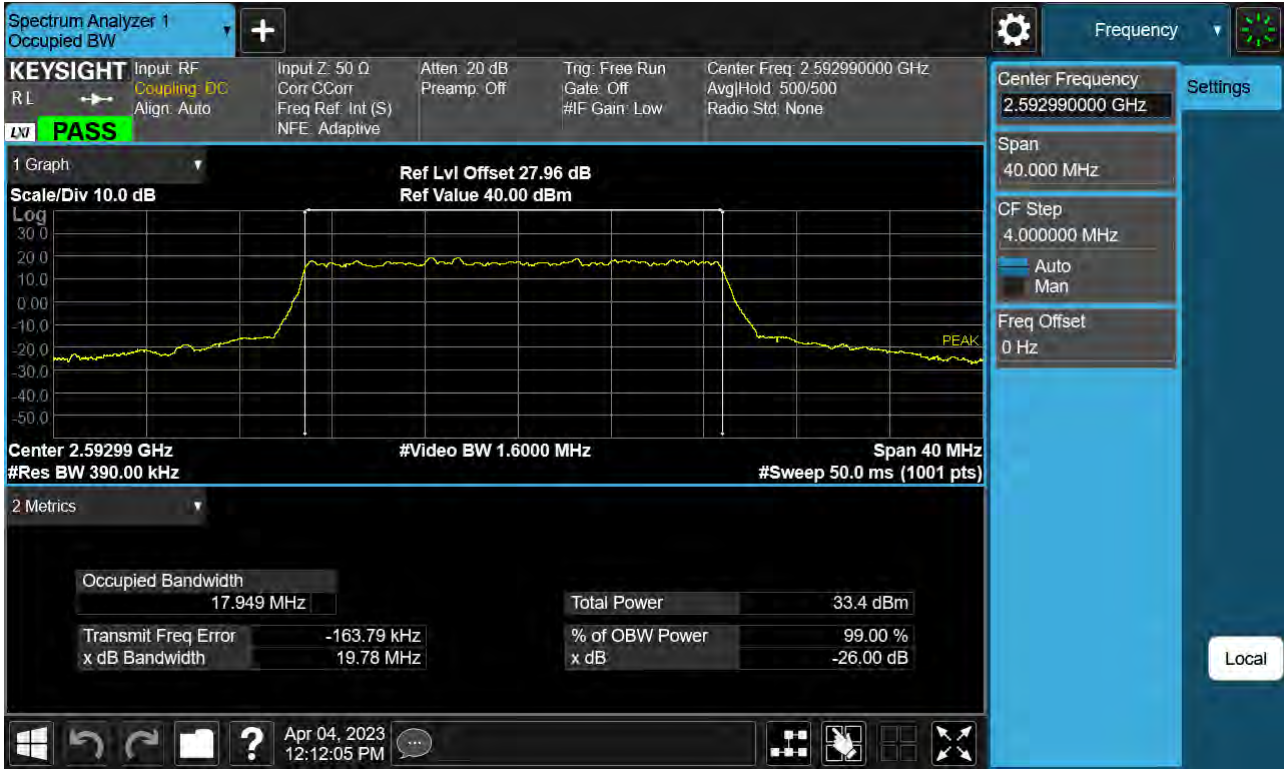 Spectrum Analyzer 1
Occupied BW
Frequency
KEYSIGHT
RL
LXI
PASS
Input: RF
Coupling: DC
Align: Auto
Input Z: 50 Ω
Corr CCorr
Freq Ref: Int (S)
NFE: Adaptive
Atten: 20 dB
Preamp: Off
Trig: Free Run
Gate: Off
#IF Gain: Low
Center Freq: 2.592990000 GHz
Avg|Hold: 500/500
Radio Std: None
Center Frequency
2.592990000 GHz
Settings
Span
40.000 MHz
CF Step
4.000000 MHz
Auto
Man
Freq Offset
0 Hz
Local
1 Graph
Scale/Div 10.0 dB
Ref Lvl Offset 27.96 dB
Ref Value 40.00 dBm
Log
30.0
20.0
10.0
0.00
-10.0
-20.0
-30.0
-40.0
-50.0
PEAK
Center 2.59299 GHz
#Video BW 1.6000 MHz
Span 40 MHz
#Res BW 390.00 kHz
#Sweep 50.0 ms (1001 pts)
2 Metrics
Occupied Bandwidth
17.949 MHz
Total Power 33.4 dBm
Transmit Freq Error -163.79 kHz
% of OBW Power 99.00 %
x dB Bandwidth 19.78 MHz
x dB -26.00 dB
?
Apr 04, 2023
12:12:05 PM